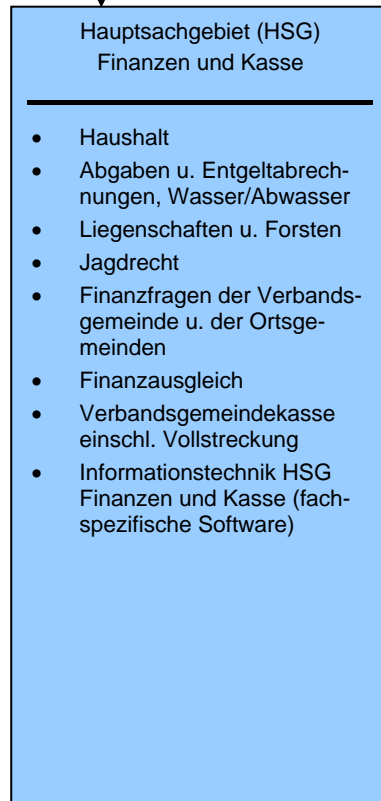 Hauptsachgebiet (HSG)
Finanzen und Kasse
• Haushalt
• Abgaben u. Entgeltabrech-
nungen, Wasser/Abwasser
• Liegenschaften u. Forsten
• Jagdrecht
• Finanzfragen der Verbands-
gemeinde u. der Ortsge-
meinden
• Finanzausgleich
• Verbandsgemeindekasse
einschl. Vollstreckung
• Informationstechnik HSG
Finanzen und Kasse (fach-
spezifische Software)